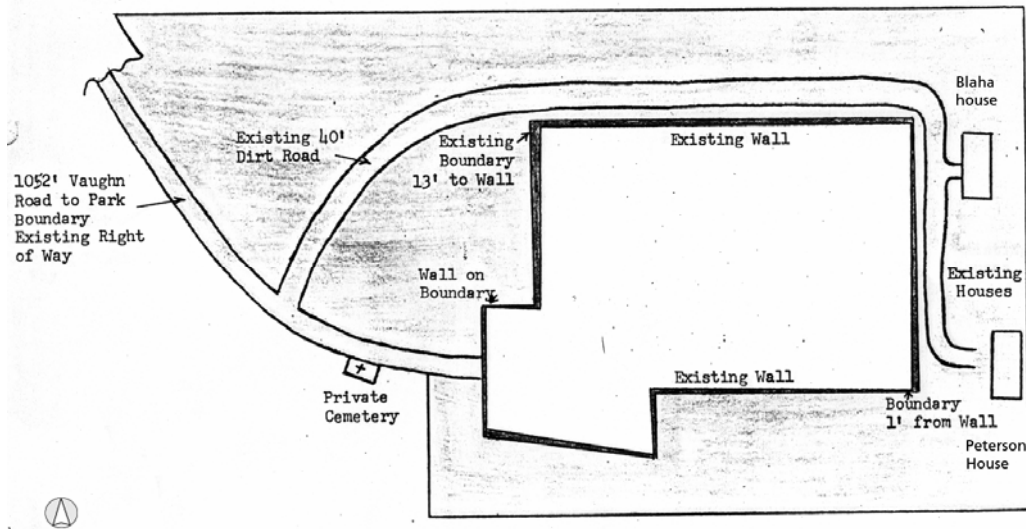 Blaha
house
Existing 40'
Dirt Road
Existing
Boundary
13' to Wall
Existing Wall
1052' Vaughn
Road to Park
Boundary
Existing Right
of Way
Wall on
Boundary
Existing
Houses
Private
Cemetery
Existing Wall
Boundary
1' from Wall
Peterson
House